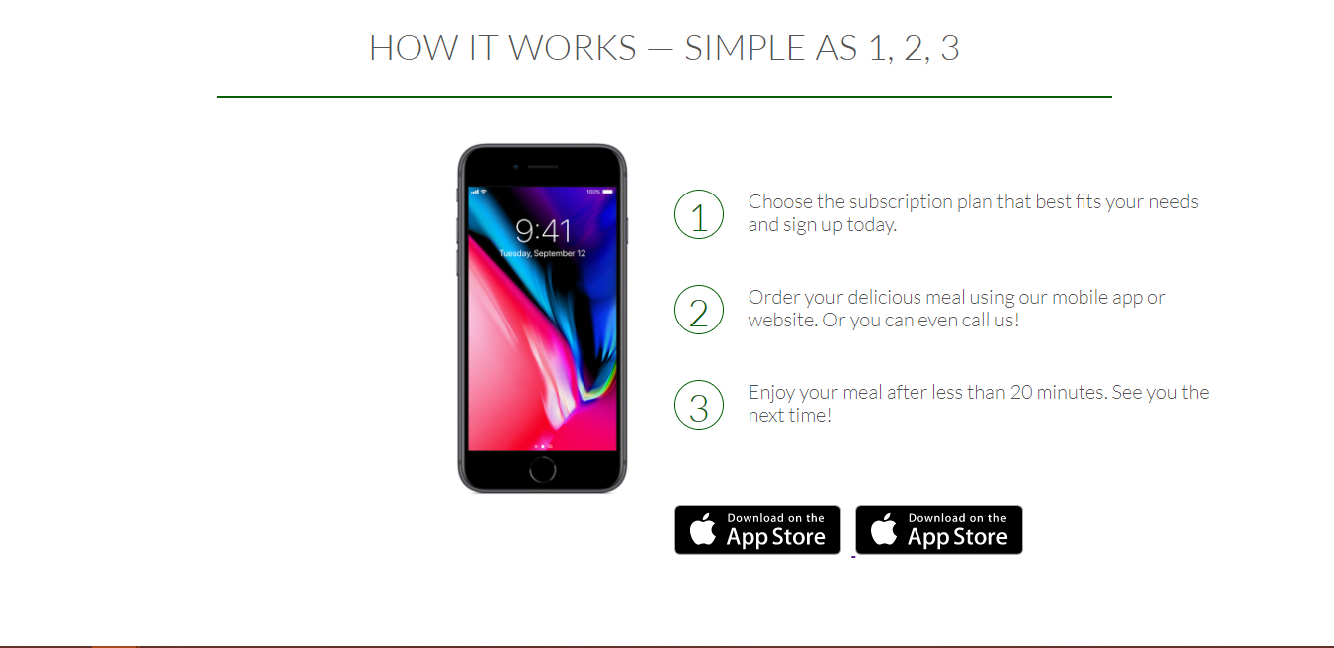 HOW IT WORKS — SIMPLE AS 1, 2, 3
100%
9:41
Tuesday, September 12
1
Choose the subscription plan that best fits your needs
and sign up today.
2
Order your delicious meal using our mobile app or
website. Or you can even call us!
3
Enjoy your meal after less than 20 minutes. See you the
next time!
Download on the
App Store
Download on the
App Store